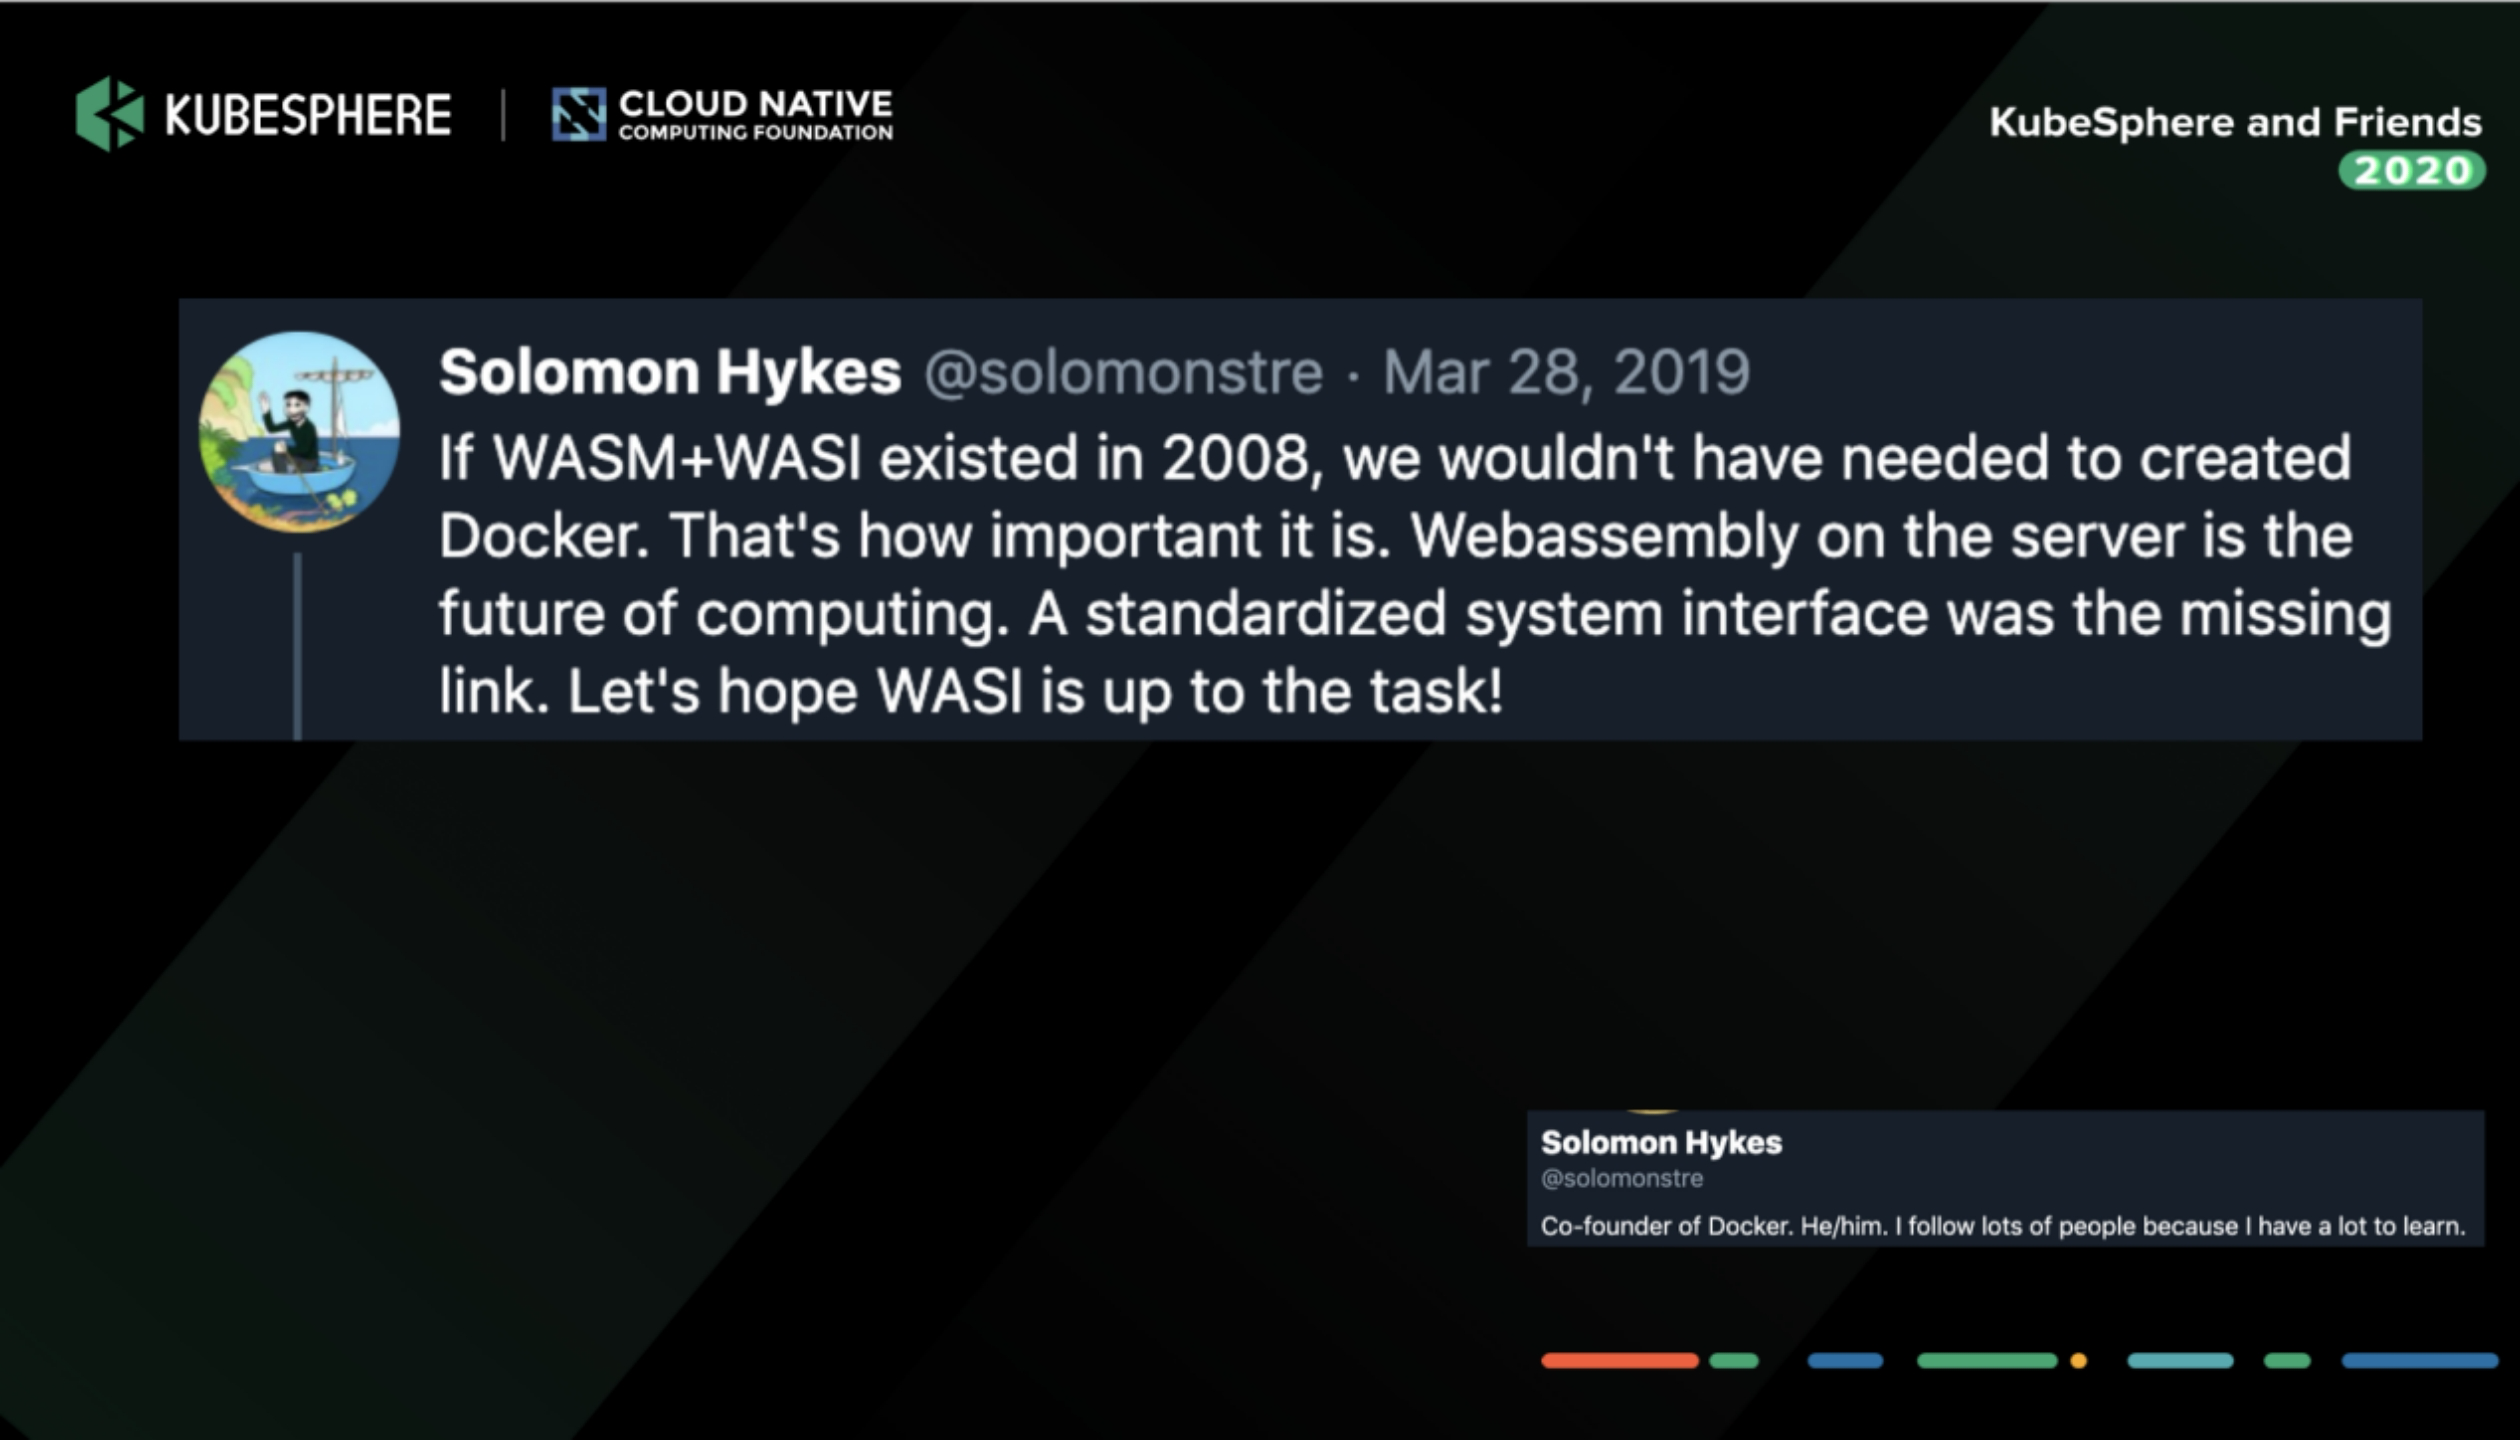 KUBESPHERE
CLOUD NATIVE
COMPUTING FOUNDATION
KubeSphere and Friends
2020
Solomon Hykes @solomonstre · Mar 28, 2019
If WASM+WASI existed in 2008, we wouldn't have needed to created
Docker. That's how important it is. Webassembly on the server is the
future of computing. A standardized system interface was the missing
link. Let's hope WASI is up to the task!
Solomon Hykes
@solomonstre
Co-founder of Docker. He/him. I follow lots of people because I have a lot to learn.